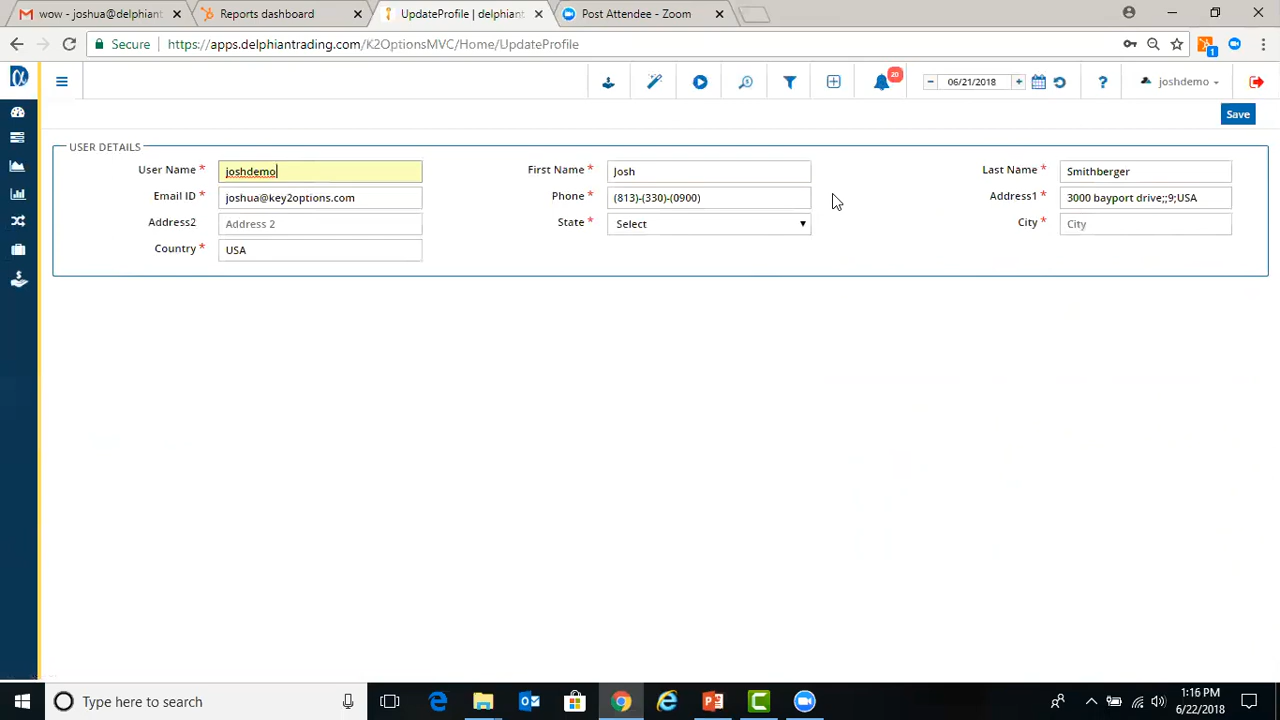 wow - joshua@delphiant
Reports dashboard
UpdateProfile | delphiant
Post Attendee - Zoom
Secure
https://apps.delphiantrading.com/K2OptionsMVC/Home/UpdateProfile
1
20
06/21/2018
?
joshdemo
Save
USER DETAILS
User Name * joshdemo First Name * Josh Last Name * Smithberger
Email ID * joshua@key2options.com Phone * (813)-(330)-(0900) Address1 * 3000 bayport drive;;9;USA
Address2 Address 2 State * Select City * City
Country * USA
Type here to search
1:16 PM
6/22/2018